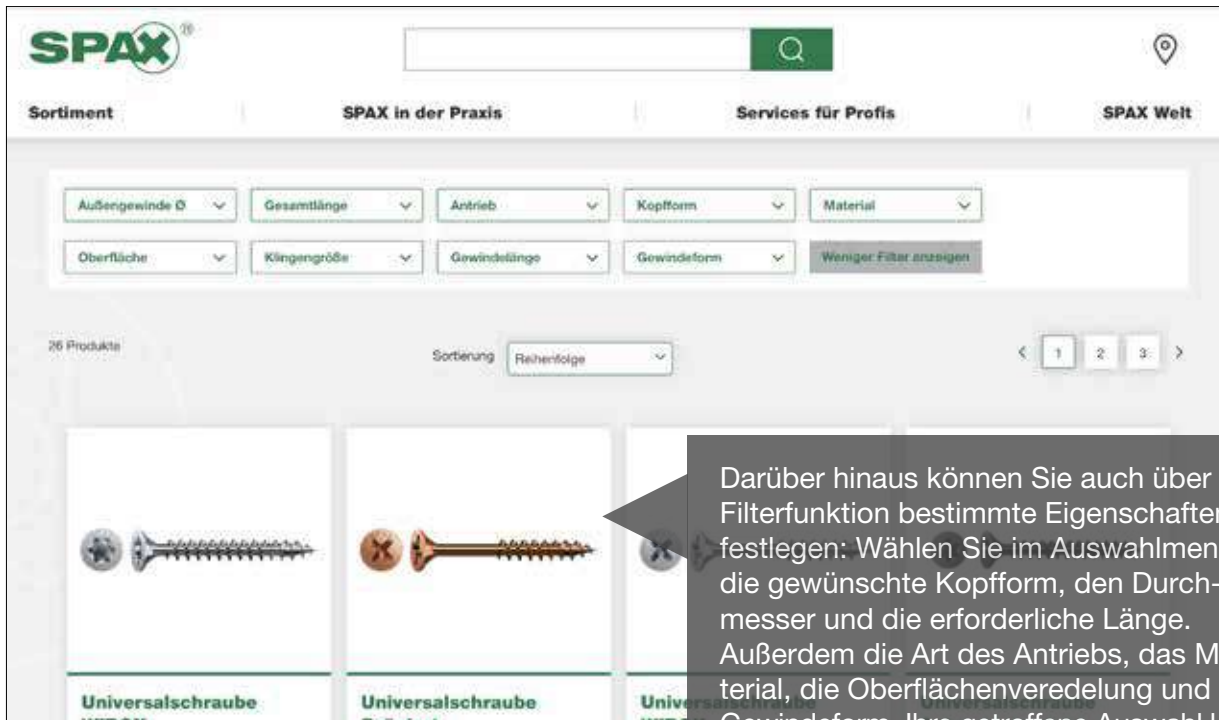 SPAX®
Sortiment
SPAX in der Praxis
Services für Profis
SPAX Welt
Außengewinde Ø
Gesamtlänge
Antrieb
Kopfform
Material
Oberfläche
Klingengröße
Gewindelänge
Gewindeform
Weniger Filter anzeigen
26 Produkte
Sortierung
Reihenfolge
1 2 3
Darüber hinaus können Sie auch über
Filterfunktion bestimmte Eigenschaften
festlegen: Wählen Sie im Auswahlmen
die gewünschte Kopfform, den Durch-
messer und die erforderliche Länge.
Außerdem die Art des Antriebs, das M
terial, die Oberflächenveredelung und
Universalschraube
Universalschraube